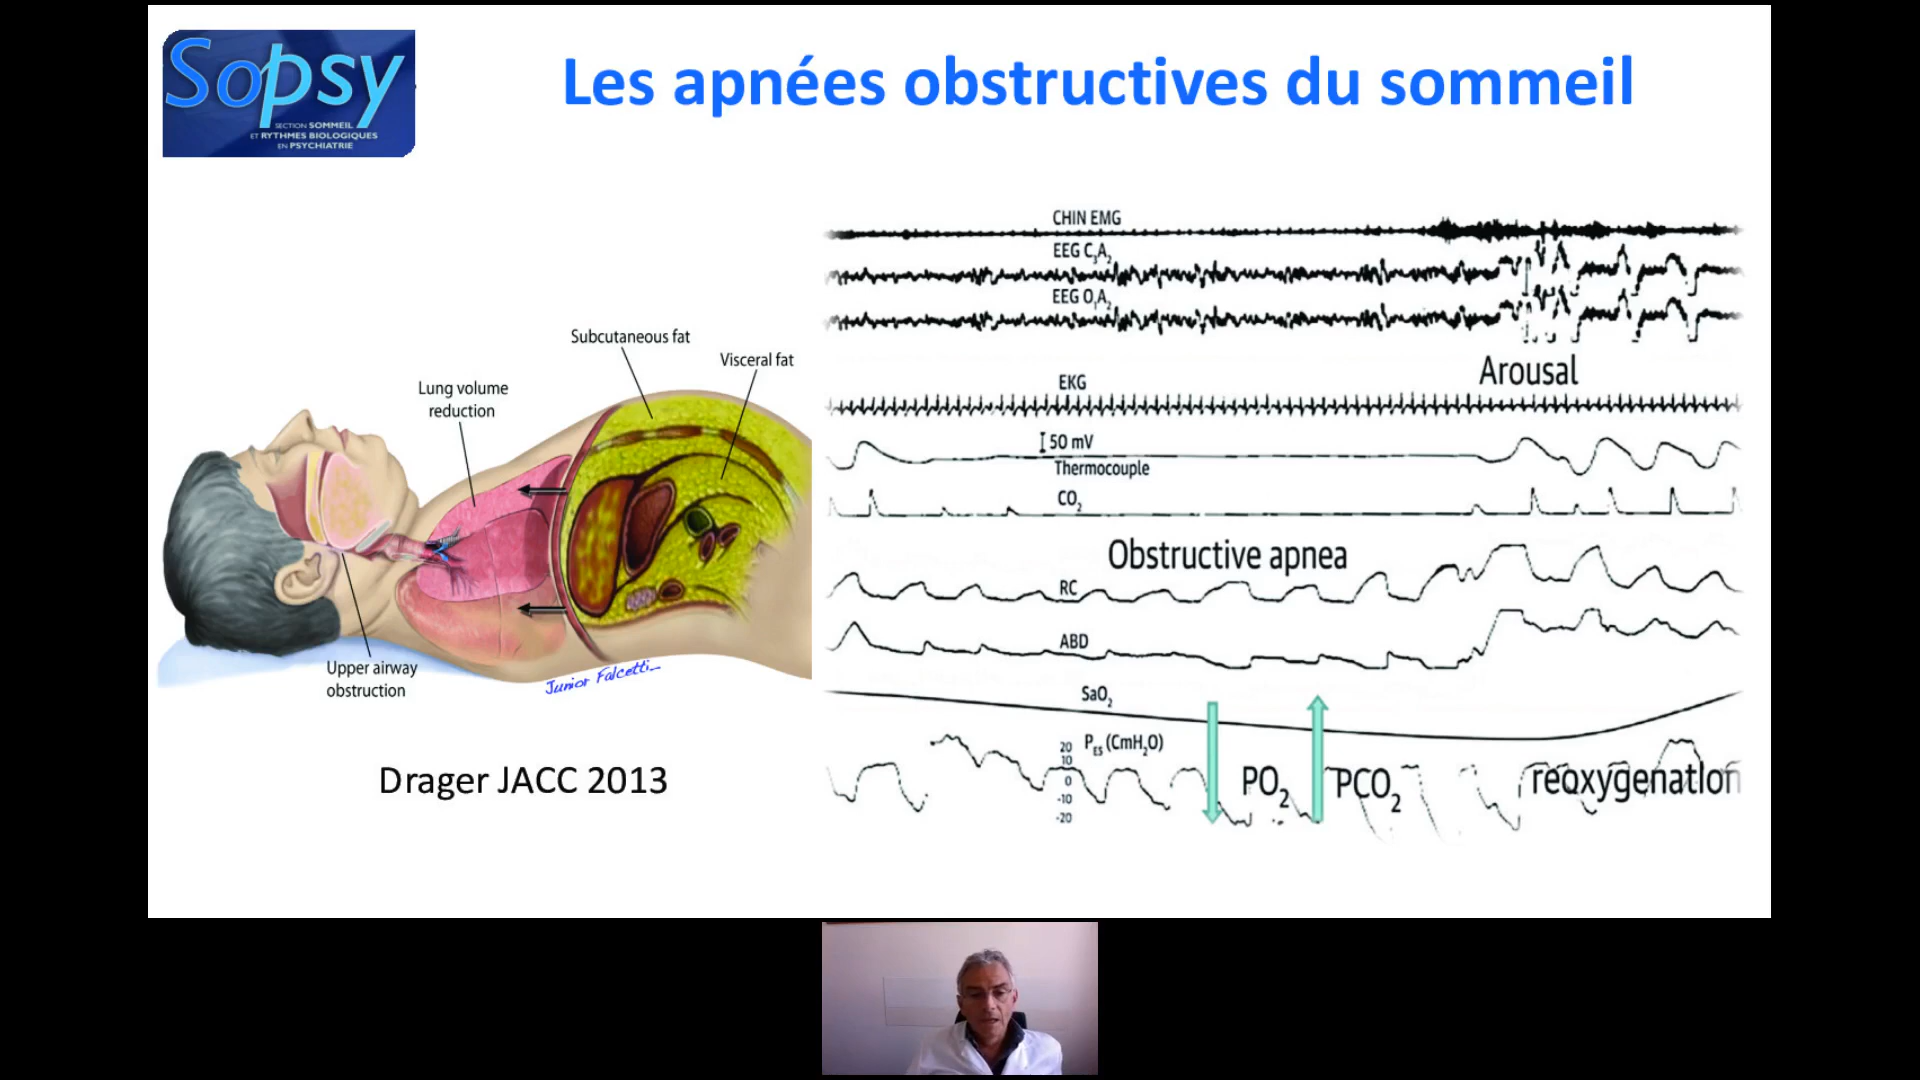 Sopsy
SECTION SOMMEIL
ET RYTHMES BIOLOGIQUES
EN PSYCHIATRIE
Les apnées obstructives du sommeil
Subcutaneous fat
Visceral fat
Lung volume
reduction
Upper airway
obstruction
Junior Falcetti
Drager JACC 2013
CHIN EMG
EEG C₃A₂
EEG O₁A₂
Arousal
EKG
50 mV
Thermocouple
CO₂
Obstructive apnea
RC
ABD
SaO₂
P_ES (CmH₂O)
20
10
0
-10
-20
PO₂
PCO₂
reoxygenation